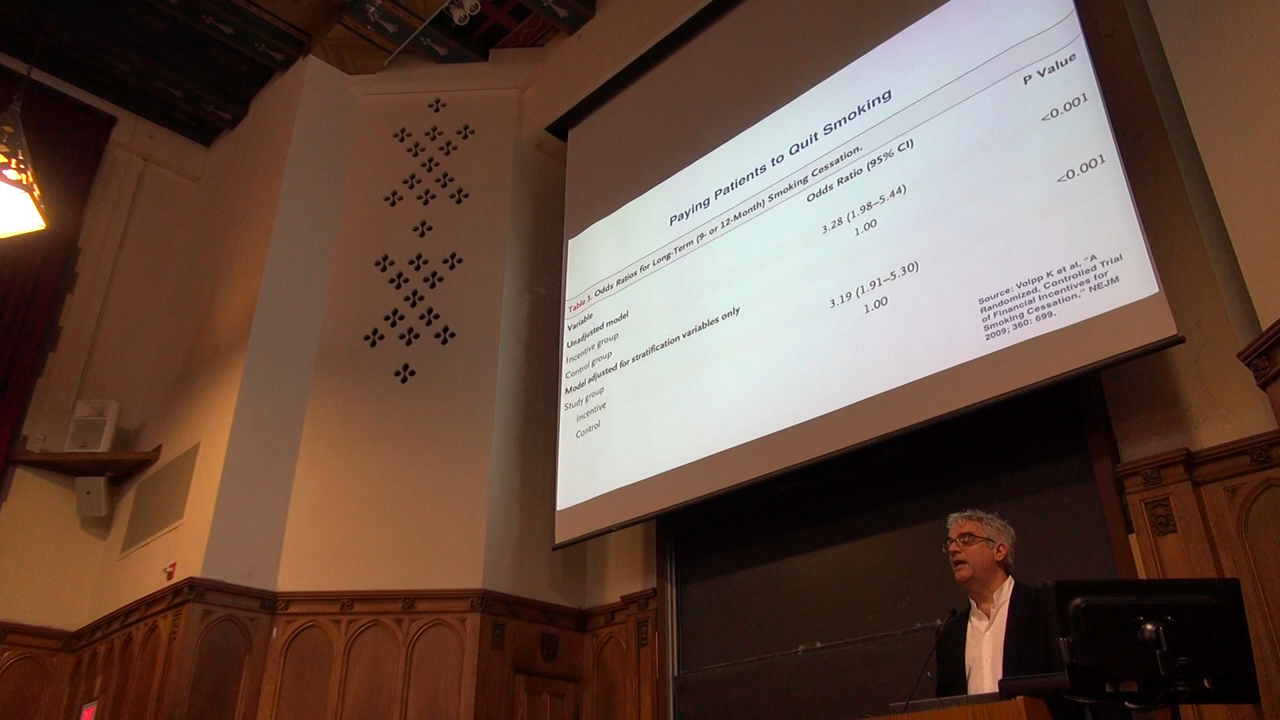 Paying Patients to Quit Smoking
Table 3. Odds Ratios for Long-Term (9- or 12-Month) Smoking Cessation.
Variable Odds Ratio (95% CI) P Value
Unadjusted model <0.001
Incentive group 3.28 (1.98–5.44)
Control group 1.00
Model adjusted for stratification variables only <0.001
Study group
Incentive 3.19 (1.91–5.30)
Control 1.00
Source: Volpp K et al, "A
Randomized, Controlled Trial
of Financial Incentives for
Smoking Cessation," NEJM
2009; 360: 699.